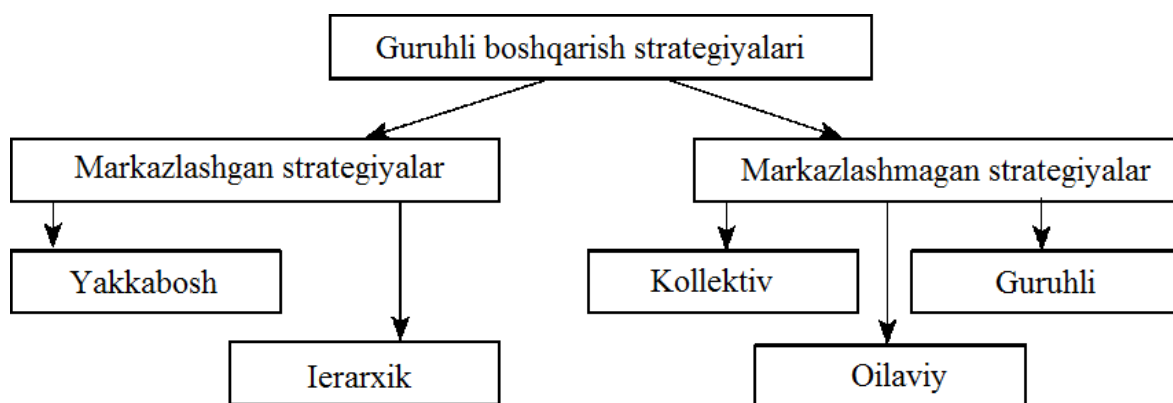 Guruhli boshqarish strategiyalari
Markazlashgan strategiyalar
Markazlashmagan strategiyalar
Yakkabosh
Kollektiv
Guruhli
Ierarxik
Oilaviy